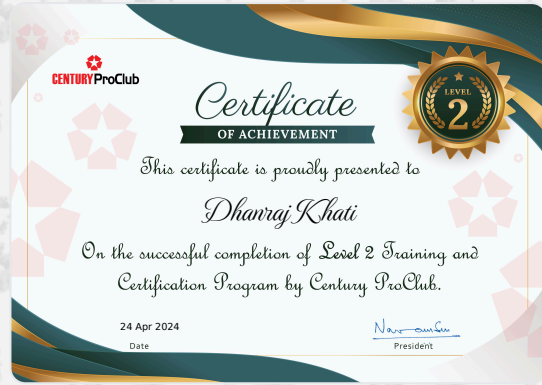 CENTURY ProClub
Certificate
OF ACHIEVEMENT
LEVEL
2
This certificate is proudly presented to
Dhanraj Khati
On the successful completion of Level 2 Training and
Certification Program by Century ProClub.
24 Apr 2024
Date
President